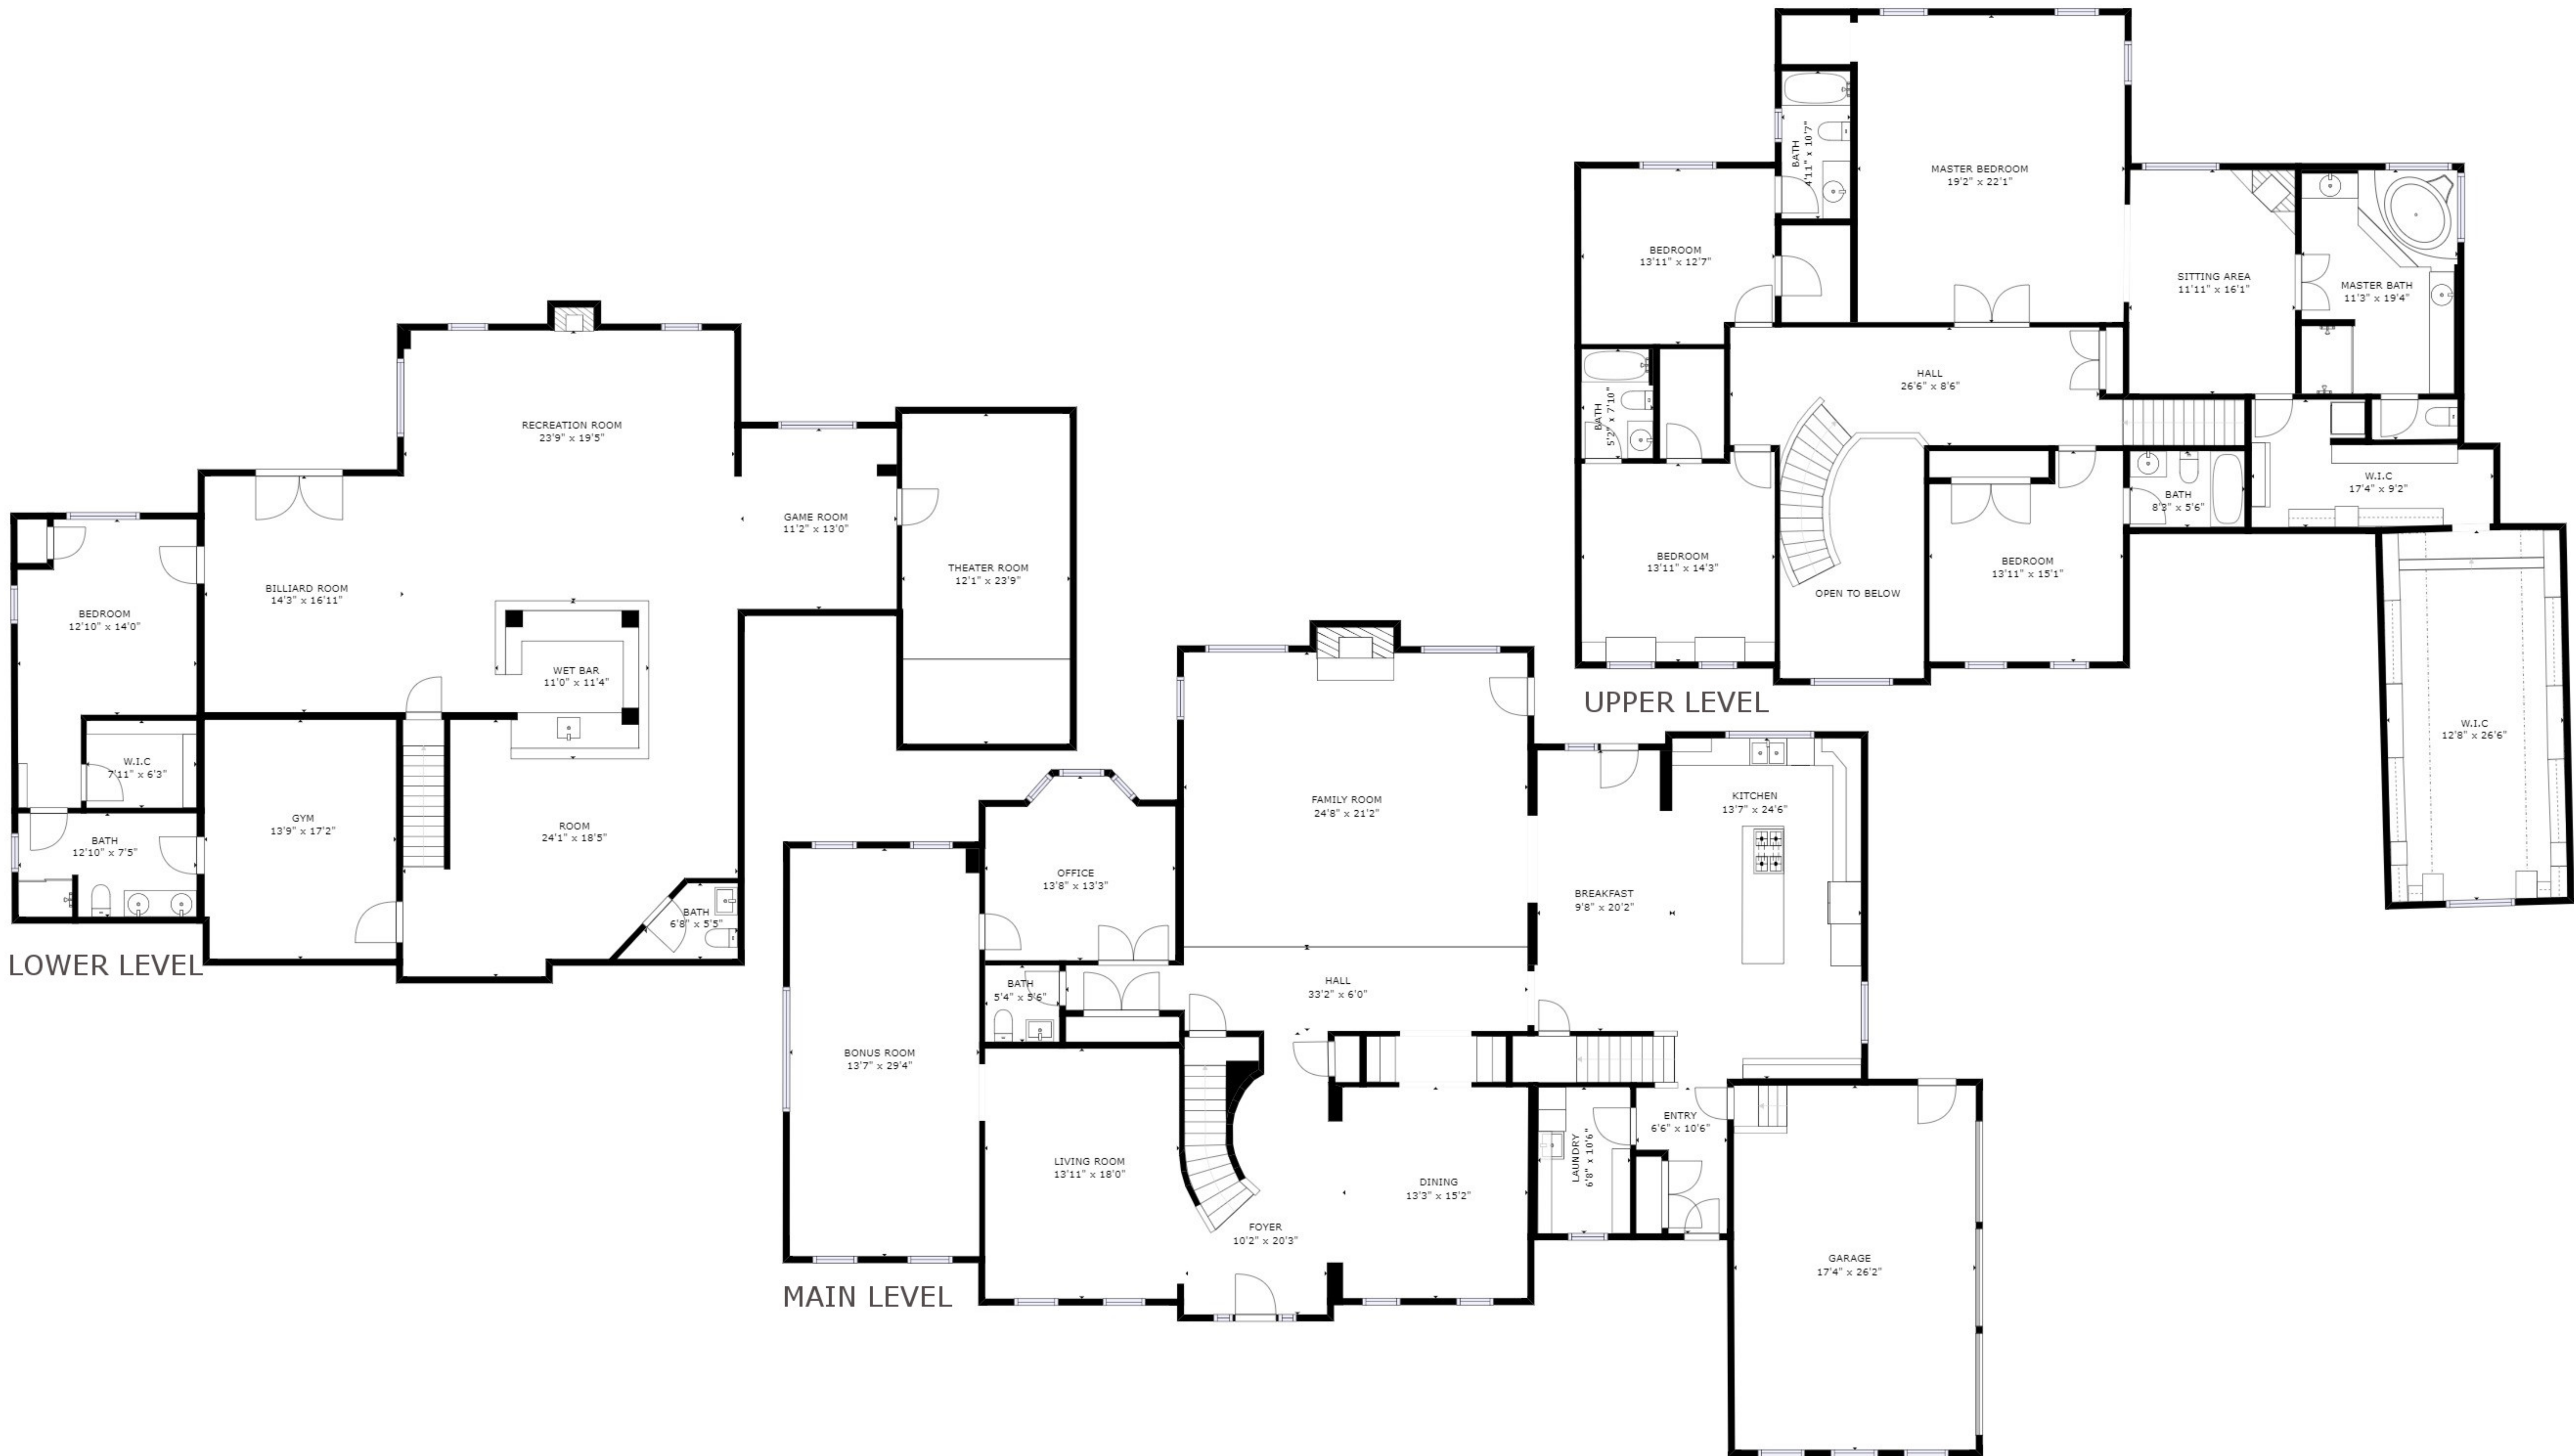 RECREATION ROOM
23'9" x 19'5"
GAME ROOM
11'2" x 13'0"
THEATER ROOM
12'1" x 23'9"
BILLIARD ROOM
14'3" x 16'11"
BEDROOM
12'10" x 14'0"
WET BAR
11'0" x 11'4"
W.I.C
7'11" x 6'3"
GYM
13'9" x 17'2"
ROOM
24'1" x 18'5"
BATH
12'10" x 7'5"
BATH
6'8" x 5'5"
LOWER LEVEL
FAMILY ROOM
24'8" x 21'2"
KITCHEN
13'7" x 24'6"
OFFICE
13'8" x 13'3"
BREAKFAST
9'8" x 20'2"
BATH
5'4" x 5'6"
HALL
33'2" x 6'0"
BONUS ROOM
13'7" x 29'4"
LIVING ROOM
13'11" x 18'0"
FOYER
10'2" x 20'3"
DINING
13'3" x 15'2"
LAUNDRY
6'8" x 10'6"
ENTRY
6'6" x 10'6"
GARAGE
17'4" x 26'2"
MAIN LEVEL
BATH
4'11" x 10'7"
MASTER BEDROOM
19'2" x 22'1"
BEDROOM
13'11" x 12'7"
SITTING AREA
11'11" x 16'1"
MASTER BATH
11'3" x 19'4"
HALL
26'6" x 8'6"
BATH
5'2" x 7'10"
W.I.C
17'4" x 9'2"
BATH
8'3" x 5'6"
BEDROOM
13'11" x 14'3"
BEDROOM
13'11" x 15'1"
OPEN TO BELOW
W.I.C
12'8" x 26'6"
UPPER LEVEL